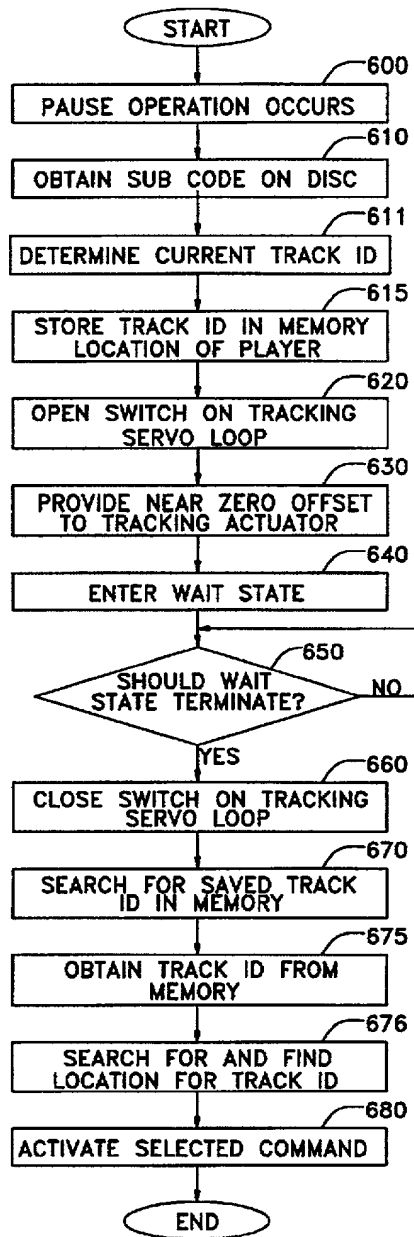 START
600
PAUSE OPERATION OCCURS
610
OBTAIN SUB CODE ON DISC
611
DETERMINE CURRENT TRACK ID
615
STORE TRACK ID IN MEMORY
LOCATION OF PLAYER
620
OPEN SWITCH ON TRACKING
SERVO LOOP
630
PROVIDE NEAR ZERO OFFSET
TO TRACKING ACTUATOR
640
ENTER WAIT STATE
650
SHOULD WAIT
STATE TERMINATE?
NO
YES
660
CLOSE SWITCH ON TRACKING
SERVO LOOP
670
SEARCH FOR SAVED TRACK
ID IN MEMORY
675
OBTAIN TRACK ID FROM
MEMORY
676
SEARCH FOR AND FIND
LOCATION FOR TRACK ID
680
ACTIVATE SELECTED COMMAND
END